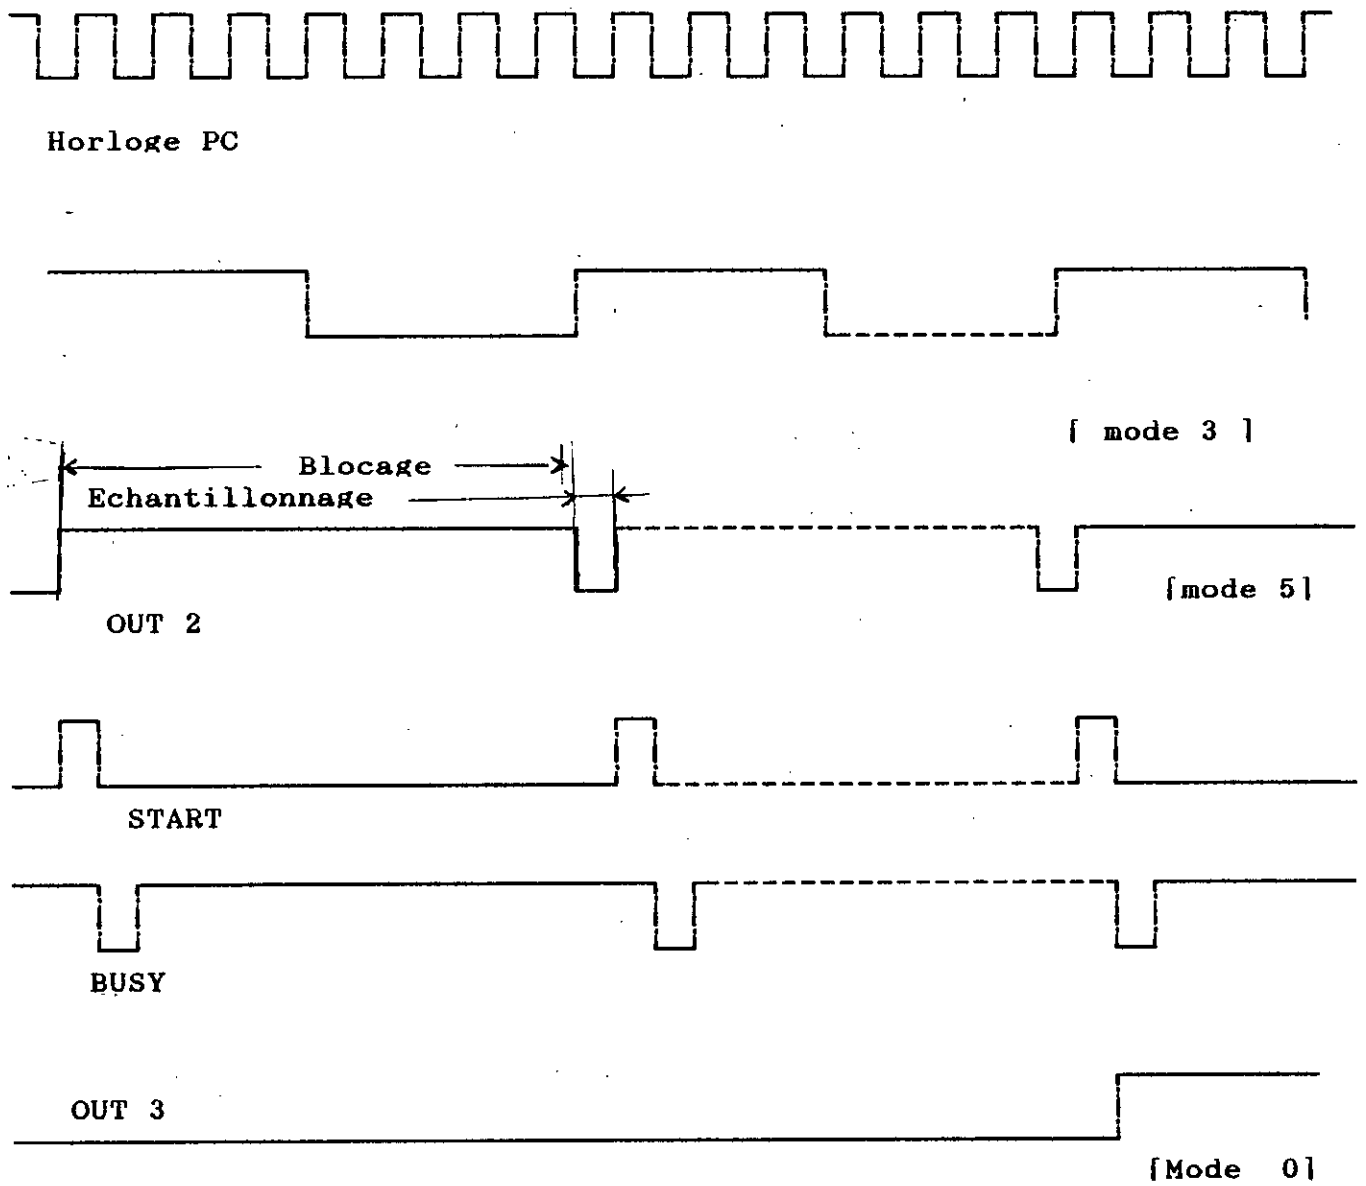 Horloge PC
[ mode 3 ]
Blocage
Echantillonnage
[mode 5]
OUT 2
START
BUSY
OUT 3
[Mode 0]